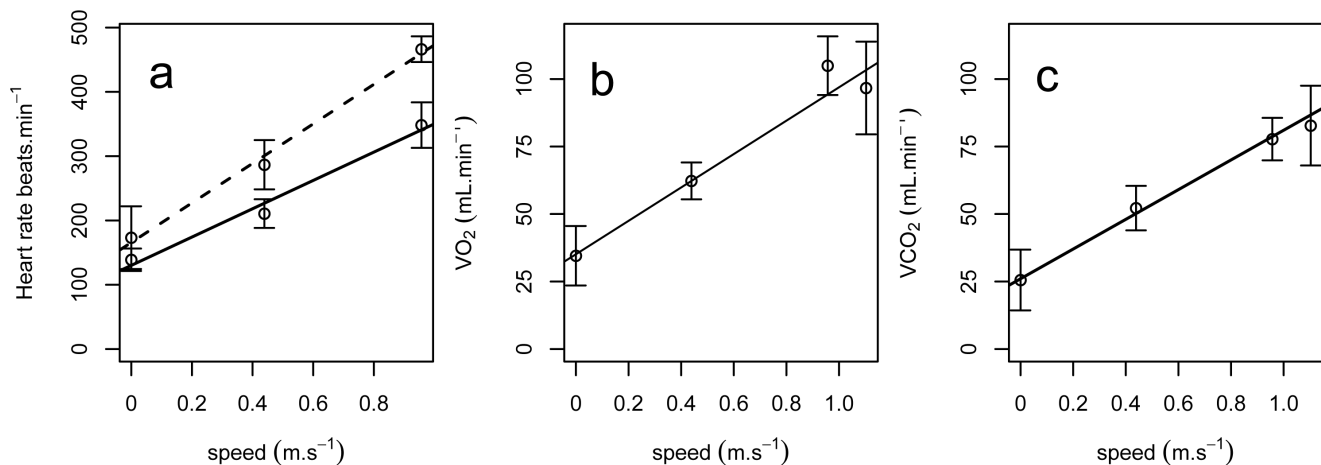 a
Heart rate beats.min⁻¹
500
400
300
200
100
0
0 0.2 0.4 0.6 0.8
speed (m.s⁻¹)
b
VO₂ (mL.min⁻')
100
75
50
25
0
0 0.2 0.4 0.6 0.8 1.0
speed (m.s⁻¹)
c
VCO₂ (mL.min⁻')
100
75
50
25
0
0 0.2 0.4 0.6 0.8 1.0
speed (m.s⁻¹)